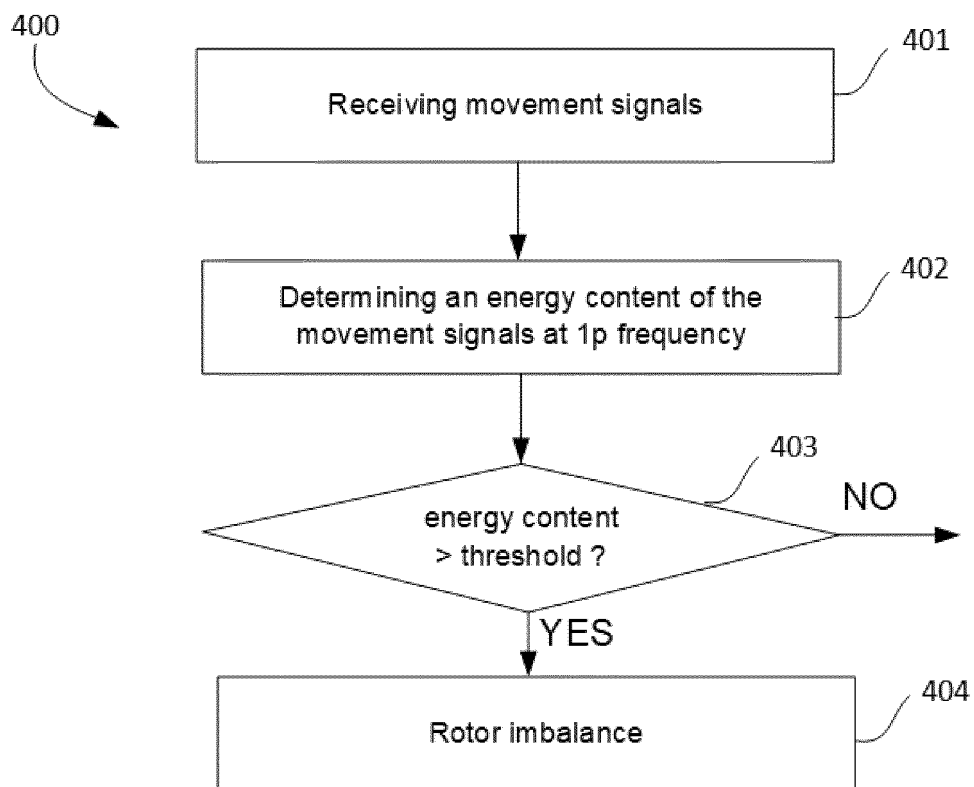 400
401
Receiving movement signals
402
Determining an energy content of the
movement signals at 1p frequency
403
energy content
> threshold ?
NO
YES
404
Rotor imbalance